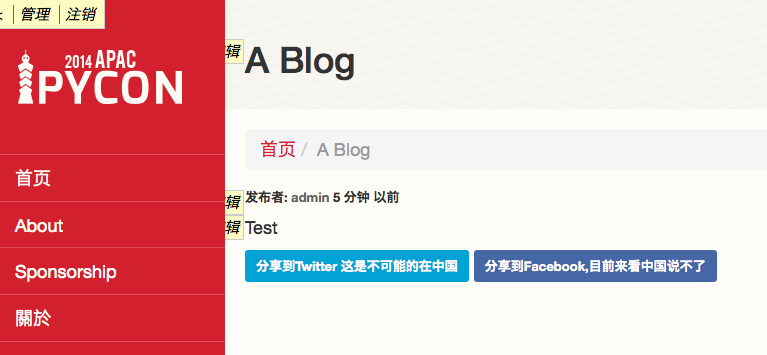 管理 注销
2014 APAC
PYCON
首页
About
Sponsorship
關於
辑
A Blog
首页 / A Blog
辑
发布者: admin 5 分钟 以前
辑
Test
分享到Twitter 这是不可能的在中国
分享到Facebook,目前来看中国说不了